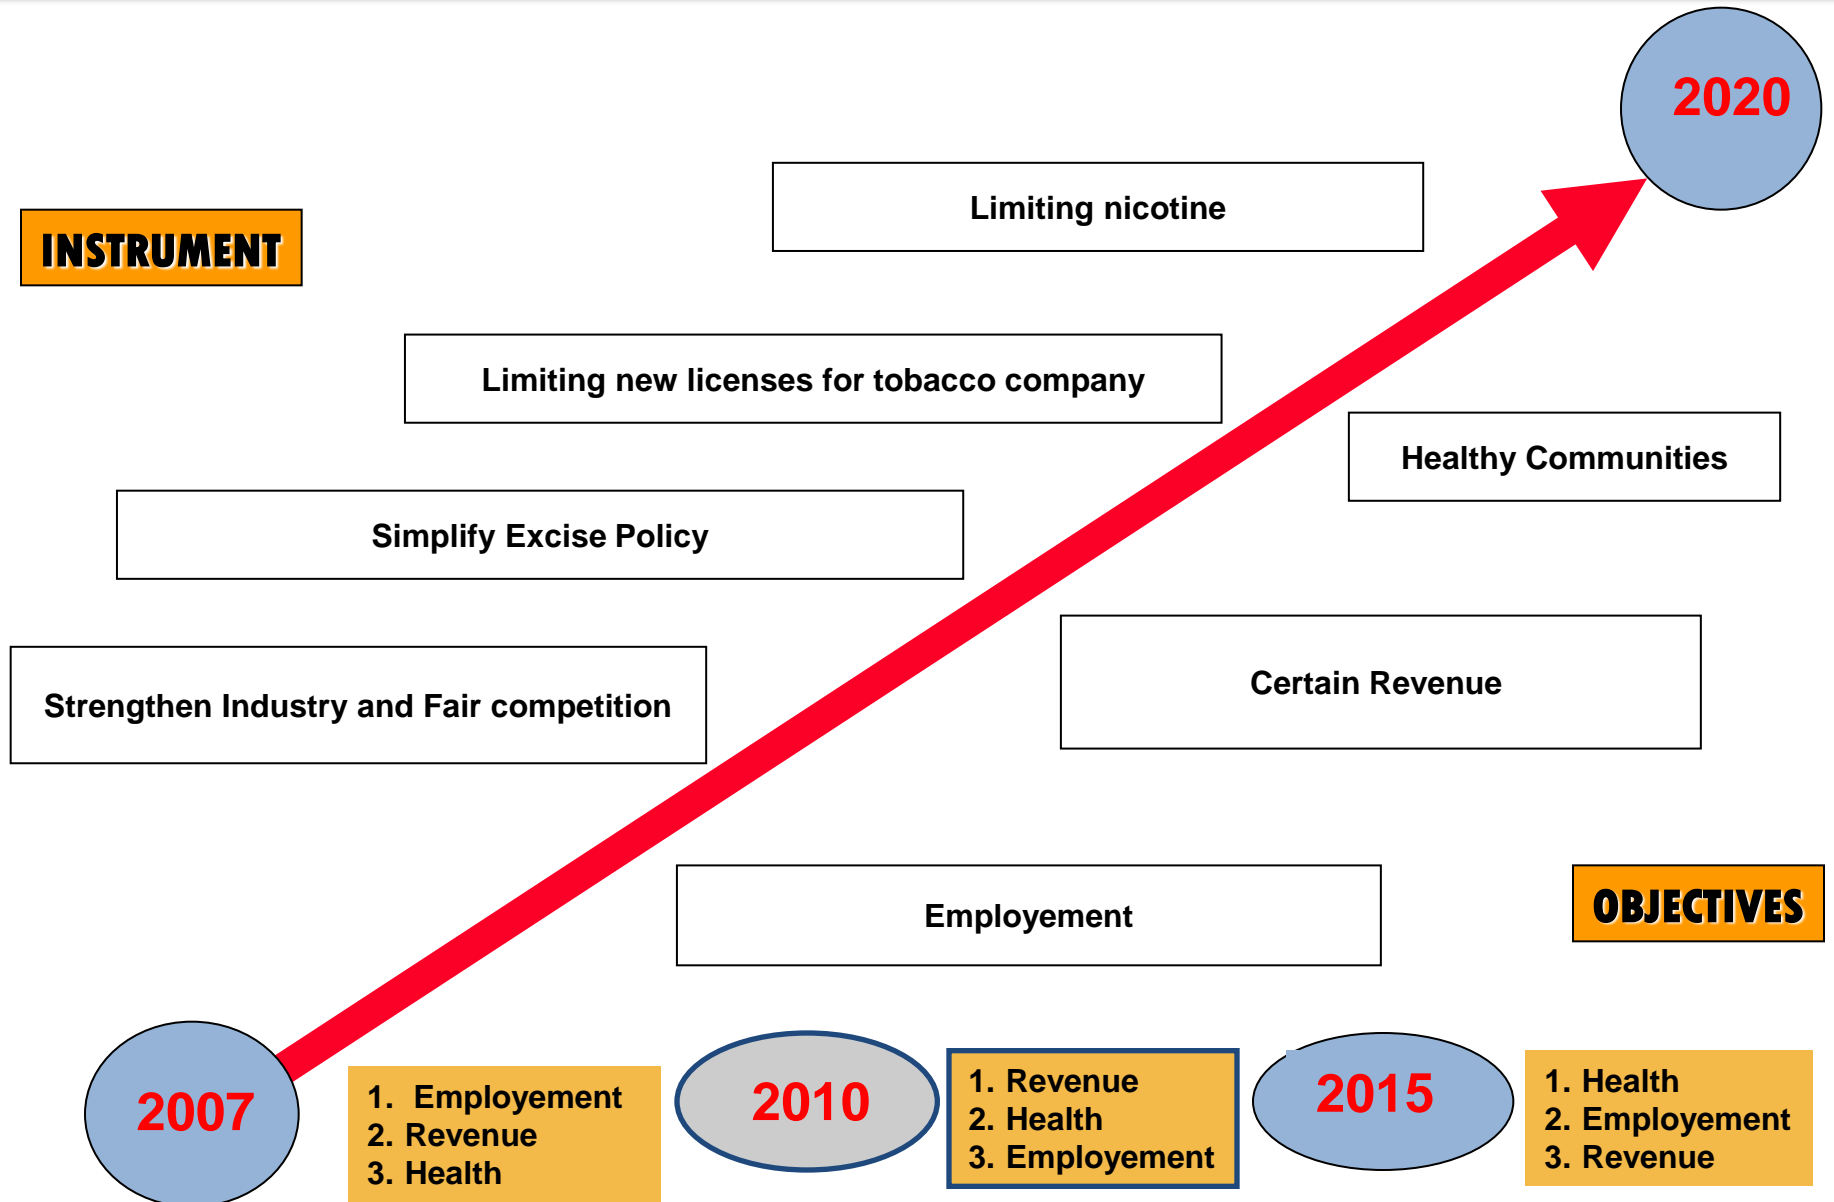 2020
Limiting nicotine
INSTRUMENT
Limiting new licenses for tobacco company
Healthy Communities
Simplify Excise Policy
Certain Revenue
Strengthen Industry and Fair competition
Employement
OBJECTIVES
2007
1. Employement
2. Revenue
3. Health
2010
1. Revenue
2. Health
3. Employement
2015
1. Health
2. Employement
3. Revenue